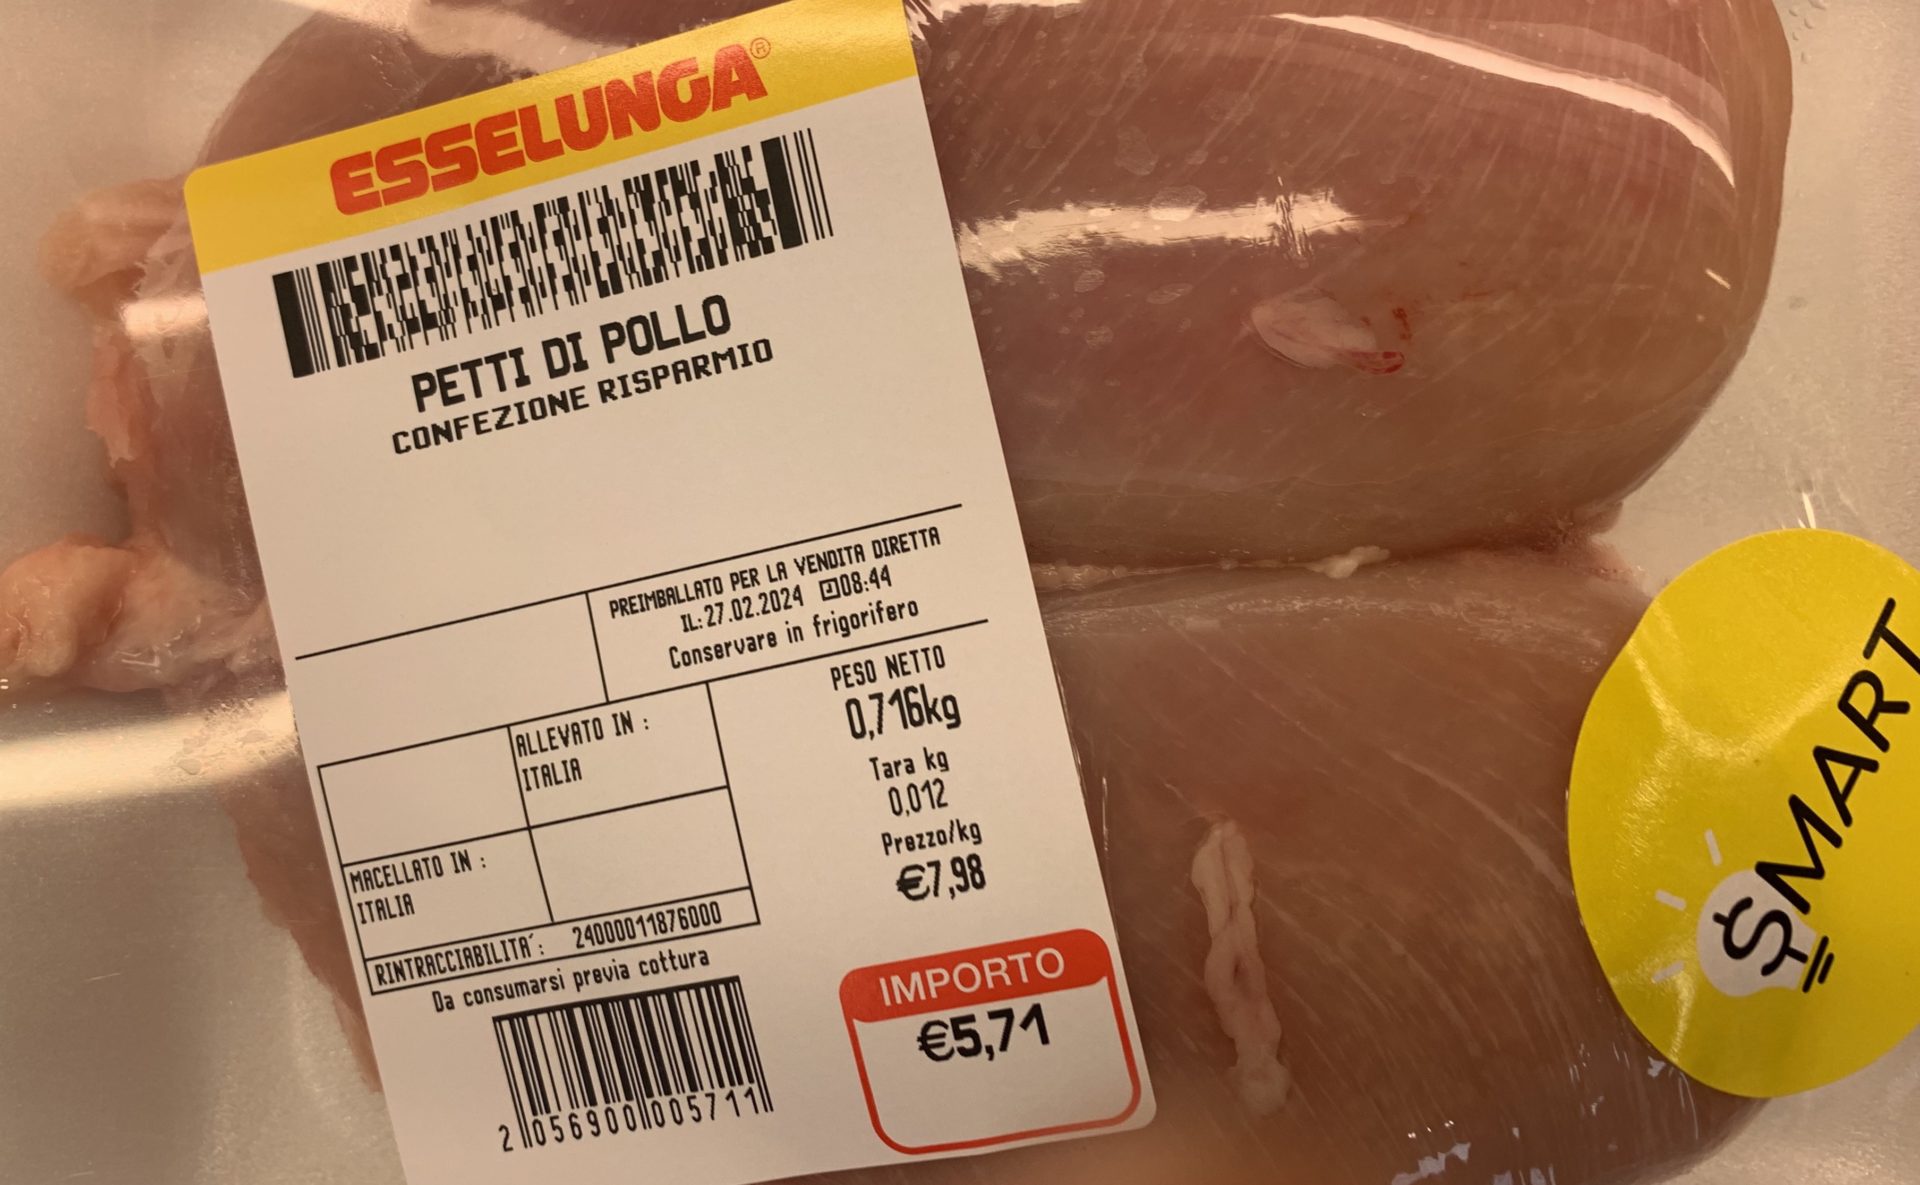 ESSELUNGA®
PETTI DI POLLO
CONFEZIONE RISPARMIO
PREIMBALLATO PER LA VENDITA DIRETTA
IL:27.02.2024 08:44
Conservare in frigorifero
ALLEVATO IN :
ITALIA
MACELLATO IN :
ITALIA
RINTRACCIABILITA': 24000011876000
Da consumarsi previa cottura
2 056900 005711
PESO NETTO
0,716kg
Tara kg
0,012
Prezzo/kg
€7,98
IMPORTO
€5,71
$MART